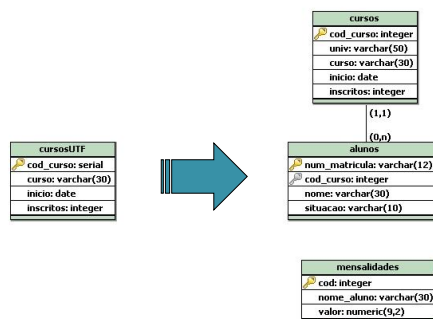 cursos
cod_curso: integer
univ: varchar(50)
curso: varchar(30)
inicio: date
inscritos: integer
(1,1)
(0,n)
cursosUTF
cod_curso: serial
curso: varchar(30)
inicio: date
inscritos: integer
alunos
num_matricula: varchar(12)
cod_curso: integer
nome: varchar(30)
situacao: varchar(10)
mensalidades
cod: integer
nome_aluno: varchar(30)
valor: numeric(9,2)